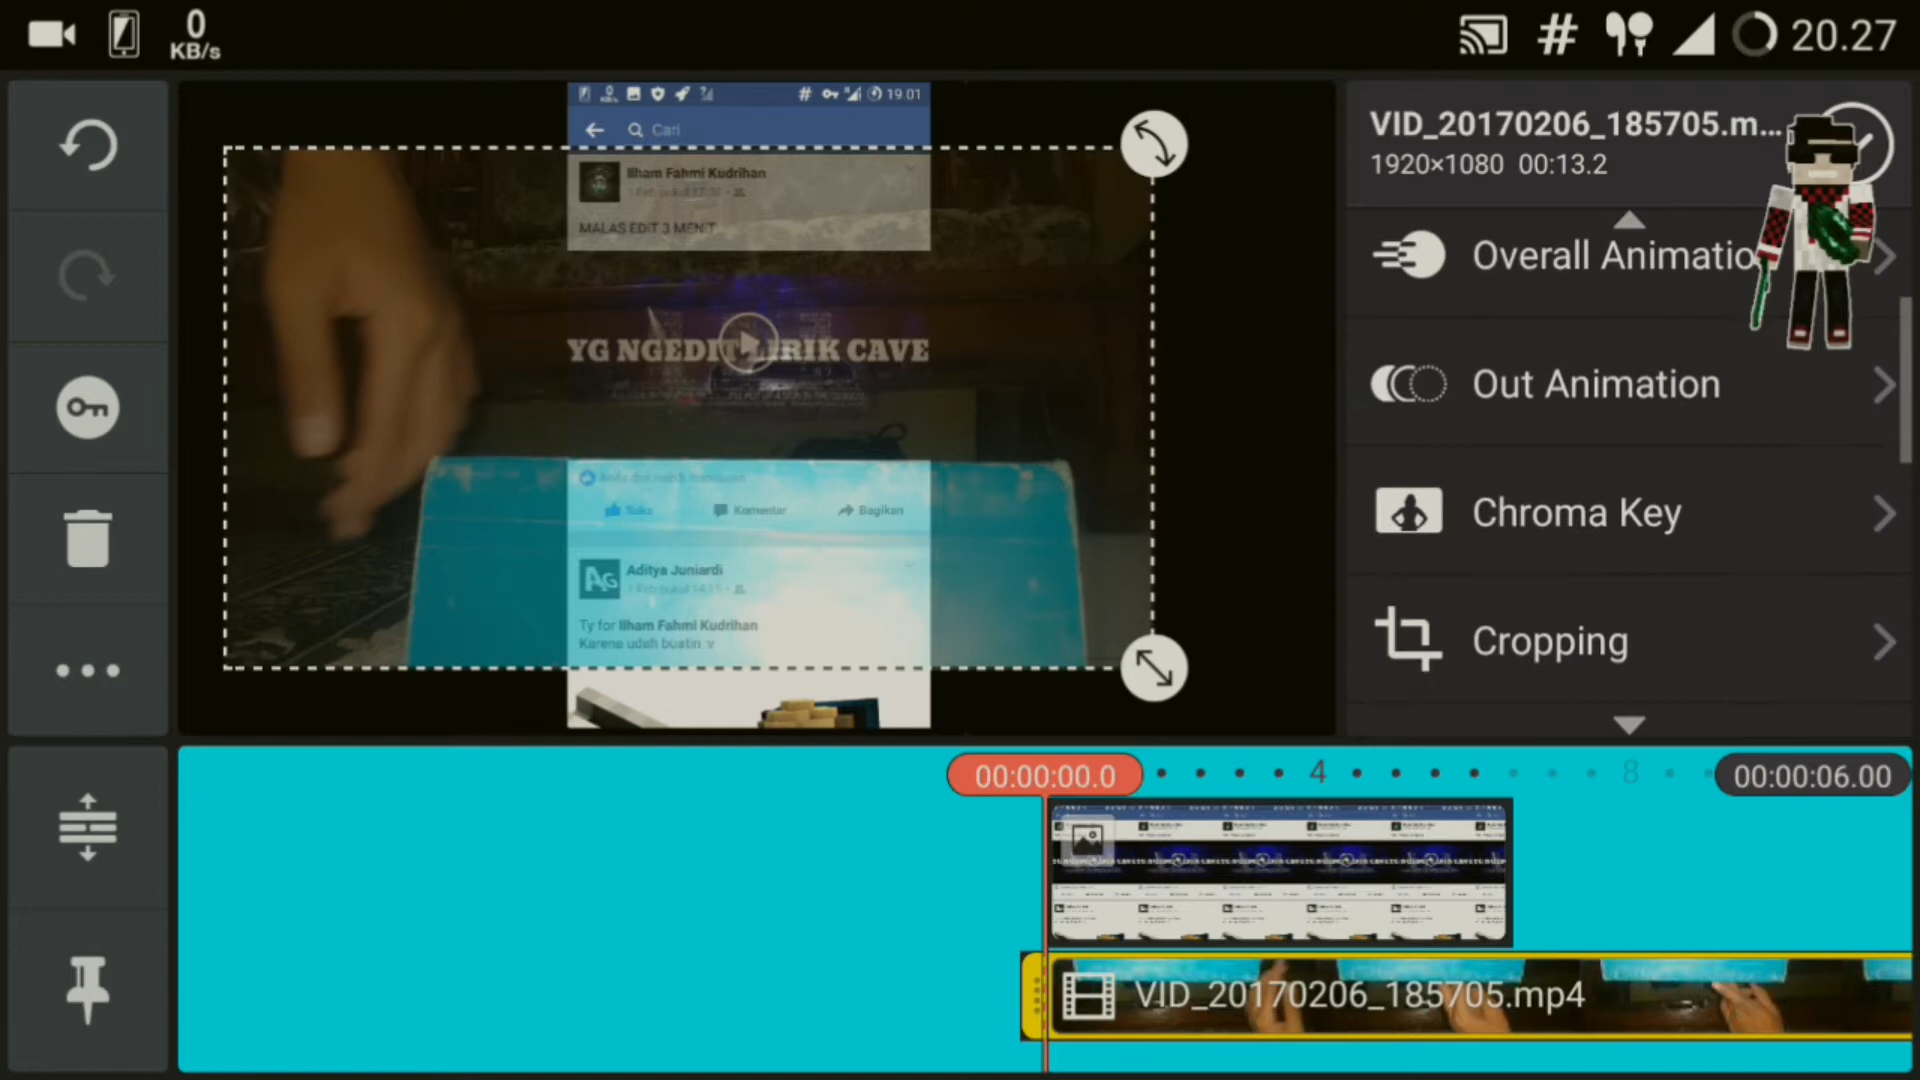 0
KB/s
20.27
19.01
Cari
Ilham Fahmi Kudrihan
MALAS EDIT 3 MENIT
YG NGEDIT LIRIK CAVE
Suka
Komentar
Bagikan
AG
Aditya Juniardi
Ty for Ilham Fahmi Kudrihan
Karena udah buatin v
VID_20170206_185705.m...
1920×1080 00:13.2
Overall Animatio
Out Animation
Chroma Key
Cropping
00:00:00.0
4
8
00:00:06.00
VID_20170206_185705.mp4